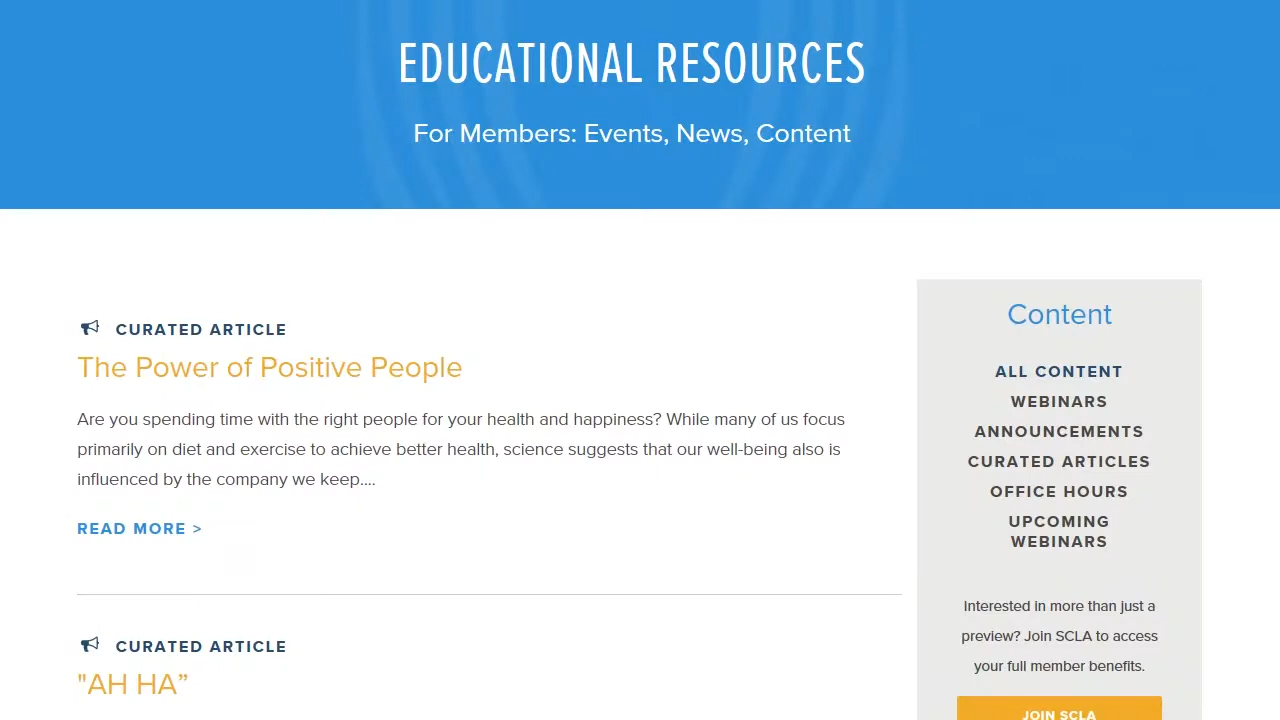 EDUCATIONAL RESOURCES
For Members: Events, News, Content
CURATED ARTICLE
The Power of Positive People
Are you spending time with the right people for your health and happiness? While many of us focus
primarily on diet and exercise to achieve better health, science suggests that our well-being also is
influenced by the company we keep....
READ MORE >
CURATED ARTICLE
"AH HA”
Content
ALL CONTENT
WEBINARS
ANNOUNCEMENTS
CURATED ARTICLES
OFFICE HOURS
UPCOMING
WEBINARS
Interested in more than just a
preview? Join SCLA to access
your full member benefits.
JOIN SCLA